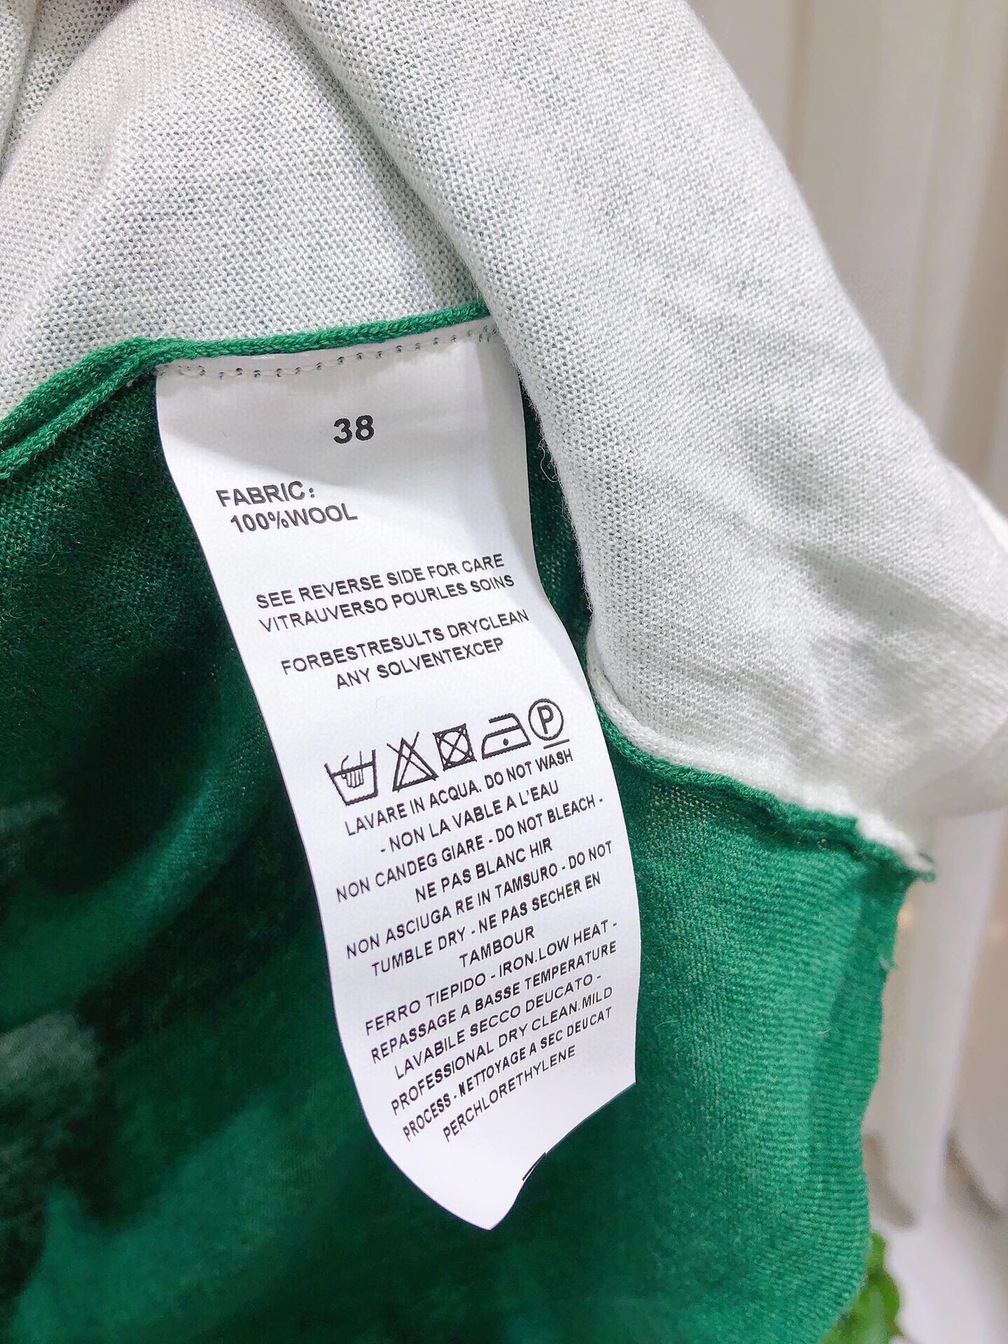 38
FABRIC:
100%WOOL
SEE REVERSE SIDE FOR CARE
VITRAUVERSO POURLES SOINS
FORBESTRESULTS DRYCLEAN
ANY SOLVENTEXCEP
P
LAVARE IN ACQUA. DO NOT WASH
- NON LA VABLE A L'EAU
NON CANDEG GIARE - DO NOT BLEACH -
NE PAS BLANC HIR
NON ASCIUGA RE IN TAMSURO - DO NOT
TUMBLE DRY - NE PAS SECHER EN
TAMBOUR
FERRO TIEPIDO - IRON.LOW HEAT -
REPASSAGE A BASSE TEMPERATURE
LAVABILE SECCO DEUCATO -
PROFESSIONAL DRY CLEAN.MILD
PROCESS - NETTOYAGE A SEC DEUCAT
PERCHLORETHYLENE